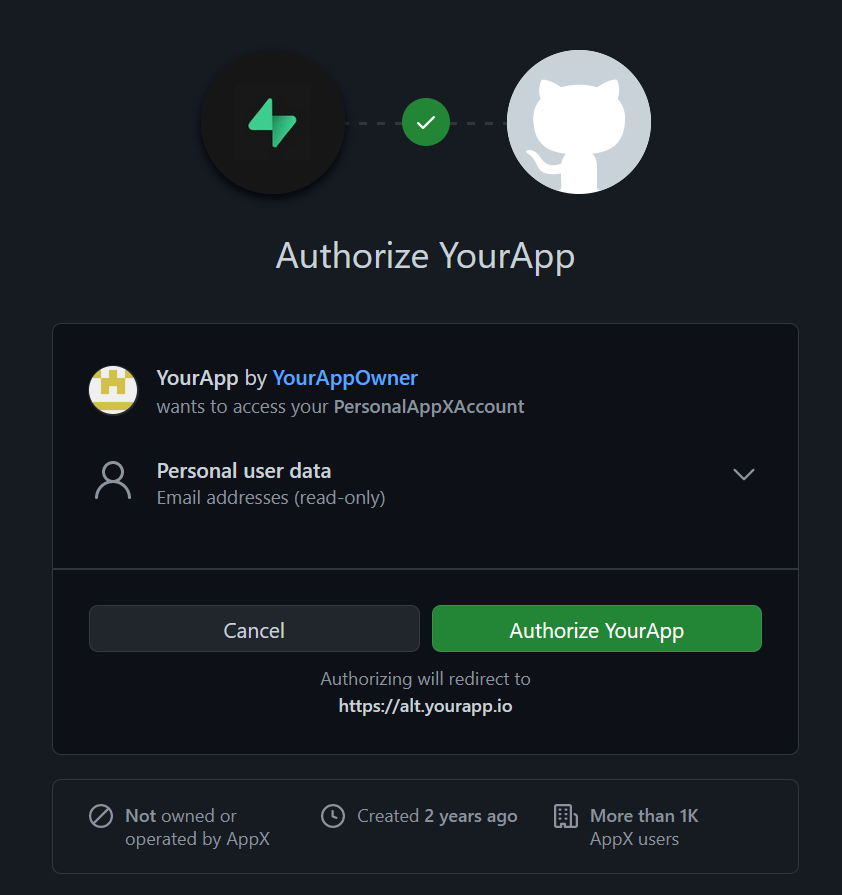 Authorize YourApp
YourApp by YourAppOwner
wants to access your PersonalAppXAccount
Personal user data
Email addresses (read-only)
Cancel
Authorize YourApp
Authorizing will redirect to
https://alt.yourapp.io
Not owned or
operated by AppX
Created 2 years ago
More than 1K
AppX users